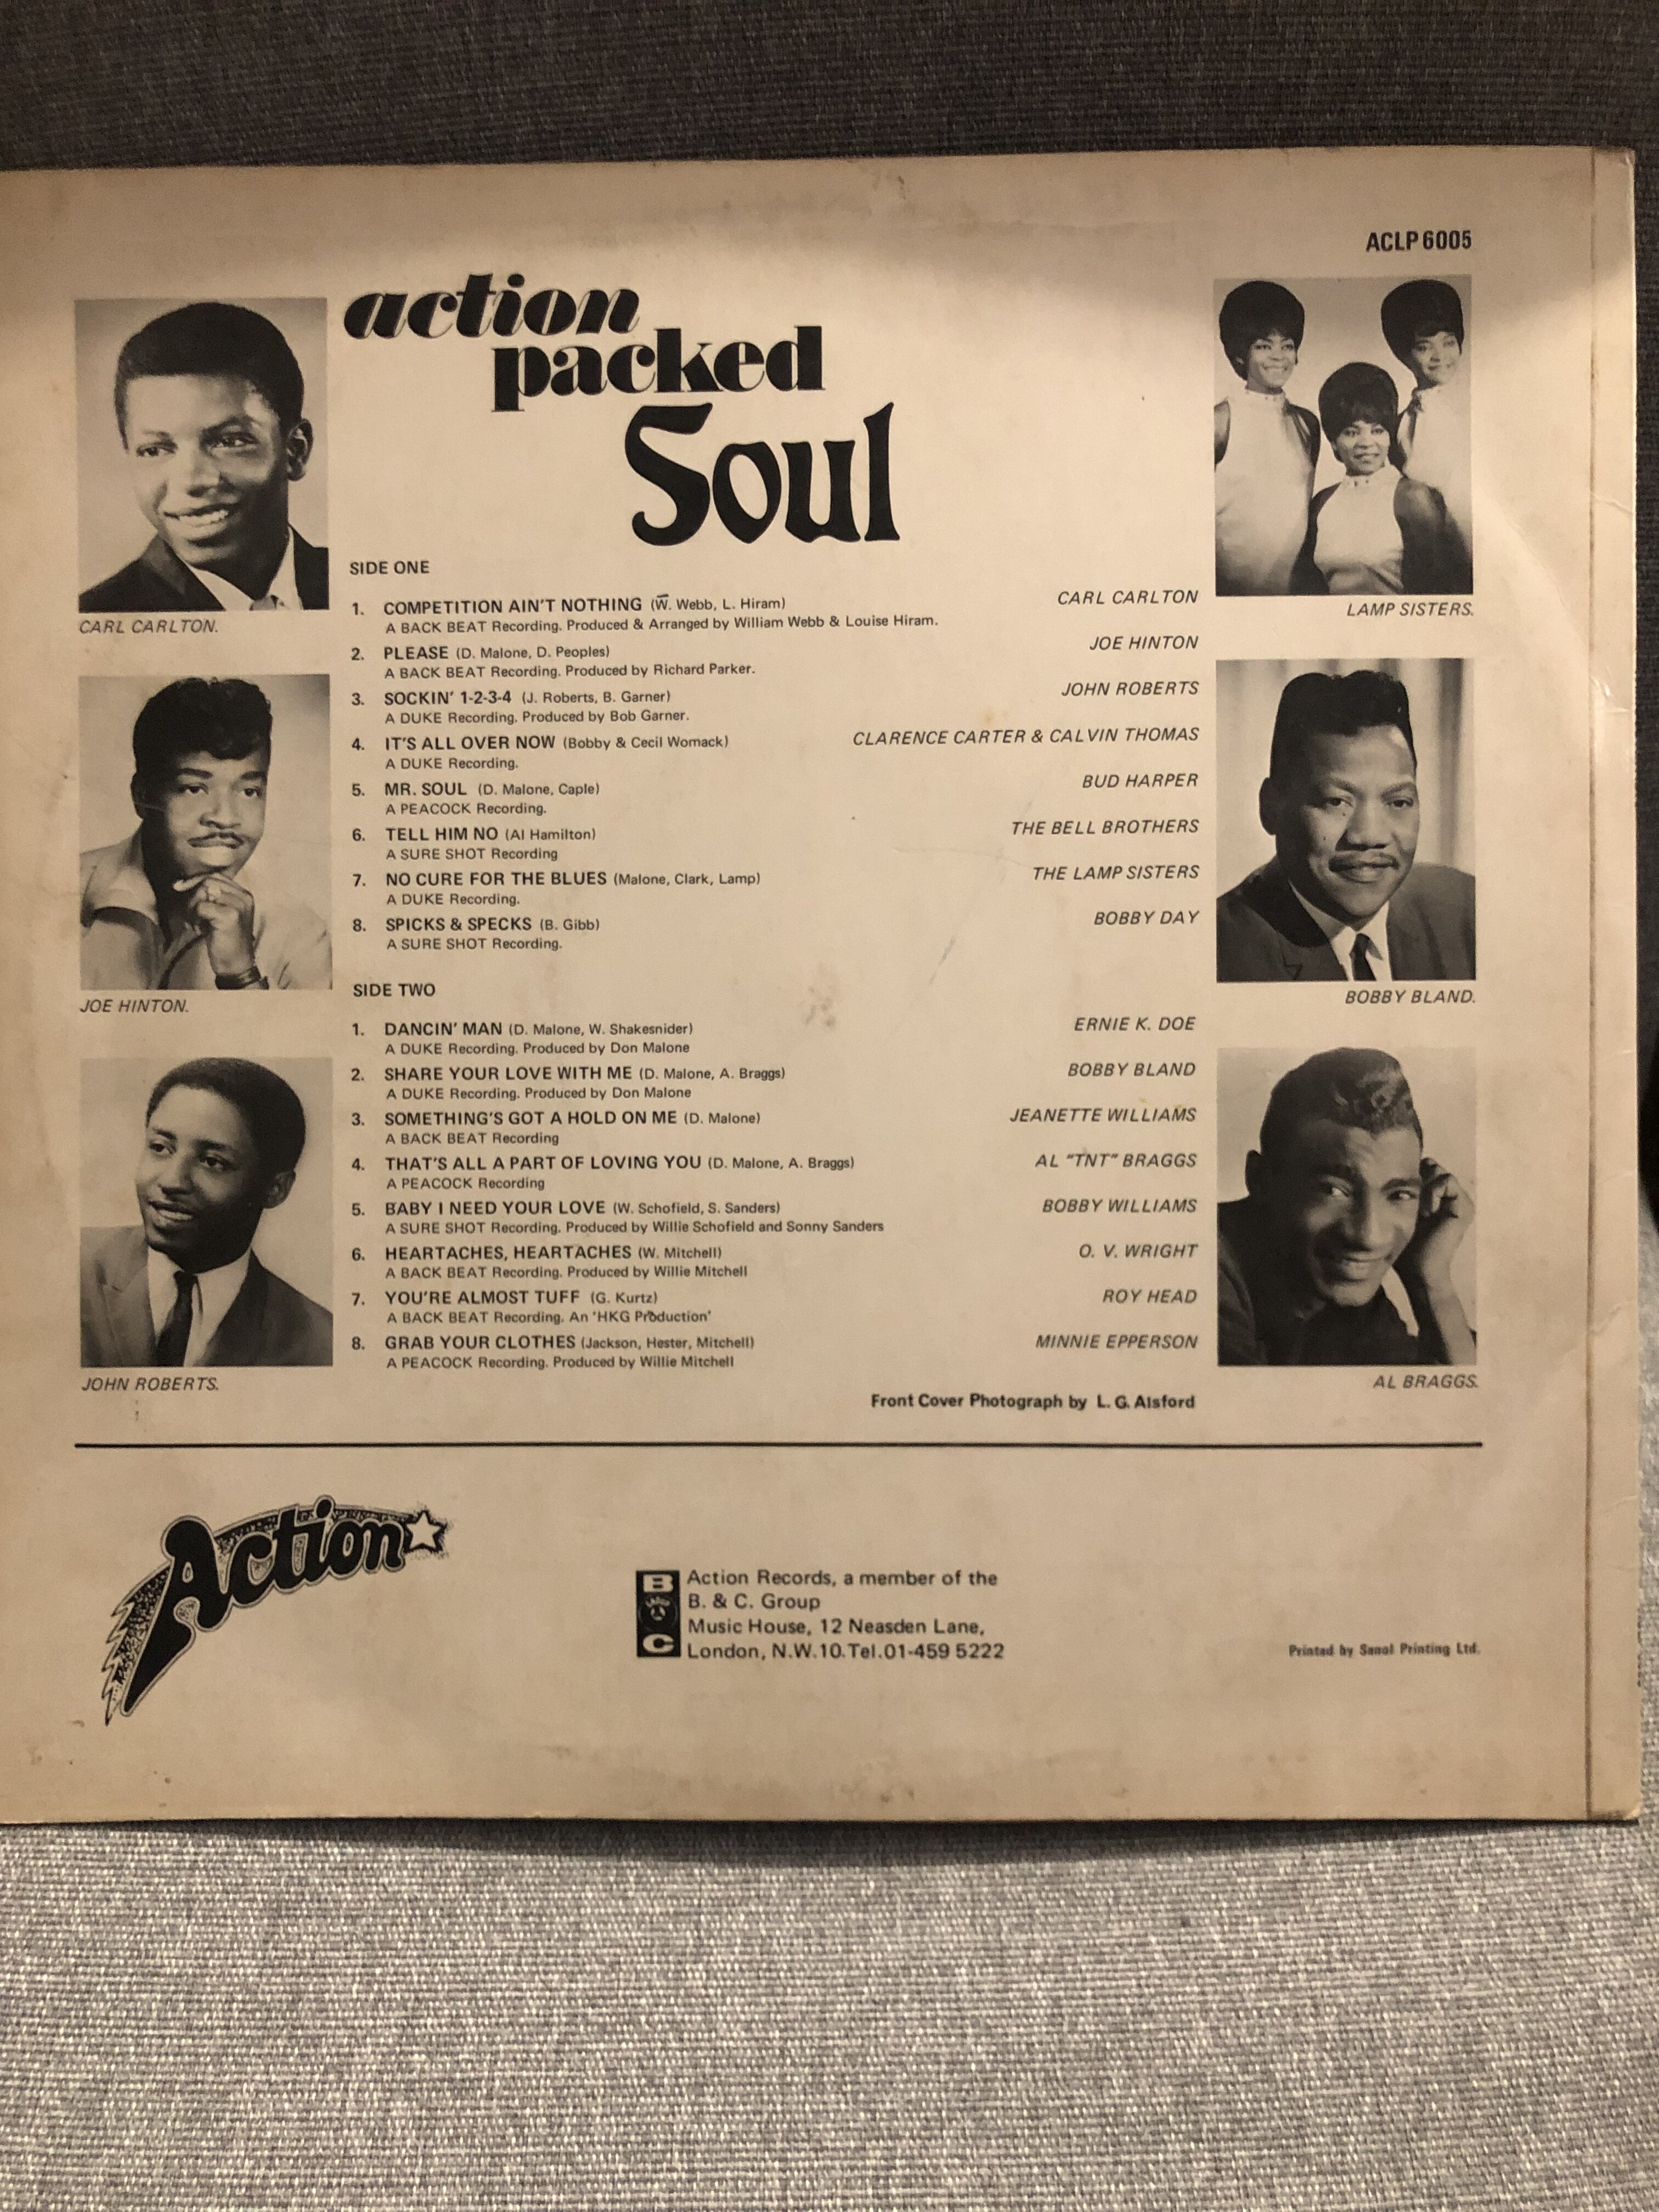 ACLP 6005
action
packed
Soul
CARL CARLTON.
JOE HINTON.
JOHN ROBERTS.
SIDE ONE
1. COMPETITION AIN'T NOTHING (W. Webb, L. Hiram) CARL CARLTON
A BACK BEAT Recording. Produced & Arranged by William Webb & Louise Hiram.
2. PLEASE (D. Malone, D. Peoples) JOE HINTON
A BACK BEAT Recording. Produced by Richard Parker.
3. SOCKIN' 1-2-3-4 (J. Roberts, B. Garner) JOHN ROBERTS
A DUKE Recording. Produced by Bob Garner.
4. IT'S ALL OVER NOW (Bobby & Cecil Womack) CLARENCE CARTER & CALVIN THOMAS
A DUKE Recording.
5. MR. SOUL (D. Malone, Caple) BUD HARPER
A PEACOCK Recording.
6. TELL HIM NO (Al Hamilton) THE BELL BROTHERS
A SURE SHOT Recording
7. NO CURE FOR THE BLUES (Malone, Clark, Lamp) THE LAMP SISTERS
A DUKE Recording.
8. SPICKS & SPECKS (B. Gibb) BOBBY DAY
A SURE SHOT Recording.
SIDE TWO
1. DANCIN' MAN (D. Malone, W. Shakesnider) ERNIE K. DOE
A DUKE Recording. Produced by Don Malone
2. SHARE YOUR LOVE WITH ME (D. Malone, A. Braggs) BOBBY BLAND
A DUKE Recording. Produced by Don Malone
3. SOMETHING'S GOT A HOLD ON ME (D. Malone) JEANETTE WILLIAMS
A BACK BEAT Recording
4. THAT'S ALL A PART OF LOVING YOU (D. Malone, A. Braggs) AL "TNT" BRAGGS
A PEACOCK Recording
5. BABY I NEED YOUR LOVE (W. Schofield, S. Sanders) BOBBY WILLIAMS
A SURE SHOT Recording. Produced by Willie Schofield and Sonny Sanders
6. HEARTACHES, HEARTACHES (W. Mitchell) O. V. WRIGHT
A BACK BEAT Recording. Produced by Willie Mitchell
7. YOU'RE ALMOST TUFF (G. Kurtz) ROY HEAD
A BACK BEAT Recording. An 'HKG Production'
8. GRAB YOUR CLOTHES (Jackson, Hester, Mitchell) MINNIE EPPERSON
A PEACOCK Recording. Produced by Willie Mitchell
Front Cover Photograph by L. G. Alsford
LAMP SISTERS.
BOBBY BLAND.
AL BRAGGS.
Action
B
C
Action Records, a member of the
B. & C. Group
Music House, 12 Neasden Lane,
London, N.W.10. Tel.01-459 5222
Printed by Sanol Printing Ltd.